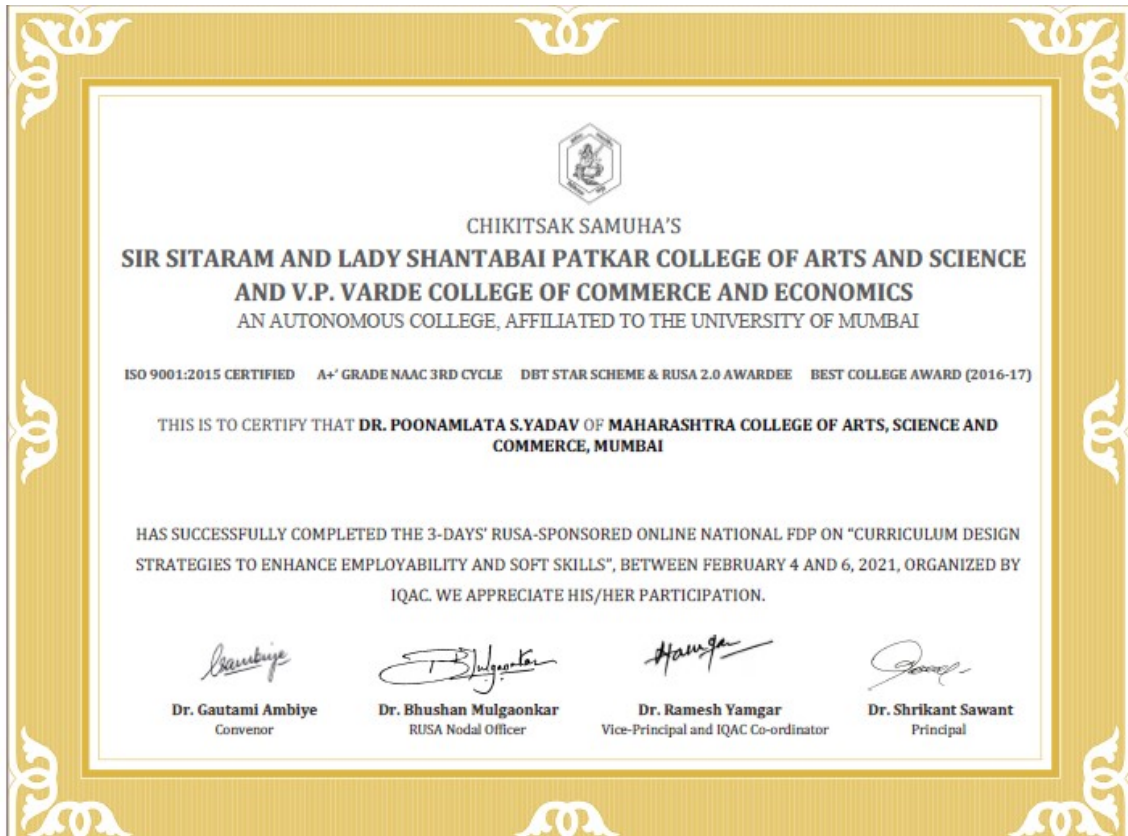 CHIKITSAK SAMUHA'S
SIR SITARAM AND LADY SHANTABAI PATKAR COLLEGE OF ARTS AND SCIENCE
AND V.P. VARDE COLLEGE OF COMMERCE AND ECONOMICS
AN AUTONOMOUS COLLEGE, AFFILIATED TO THE UNIVERSITY OF MUMBAI
ISO 9001:2015 CERTIFIED A+' GRADE NAAC 3RD CYCLE DBT STAR SCHEME & RUSA 2.0 AWARDEE BEST COLLEGE AWARD (2016-17)
THIS IS TO CERTIFY THAT DR. POONAMLATA S.YADAV OF MAHARASHTRA COLLEGE OF ARTS, SCIENCE AND
COMMERCE, MUMBAI
HAS SUCCESSFULLY COMPLETED THE 3-DAYS' RUSA-SPONSORED ONLINE NATIONAL FDP ON "CURRICULUM DESIGN
STRATEGIES TO ENHANCE EMPLOYABILITY AND SOFT SKILLS", BETWEEN FEBRUARY 4 AND 6, 2021, ORGANIZED BY
IQAC. WE APPRECIATE HIS/HER PARTICIPATION.
Dr. Gautami Ambiye Dr. Bhushan Mulgaonkar Dr. Ramesh Yamgar Dr. Shrikant Sawant
Convenor RUSA Nodal Officer Vice-Principal and IQAC Co-ordinator Principal